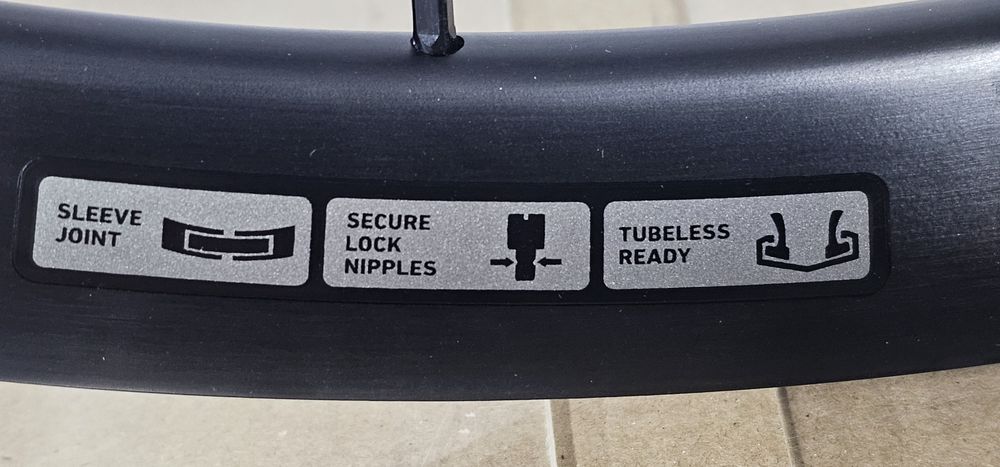 SLEEVE
JOINT
SECURE
LOCK
NIPPLES
TUBELESS
READY